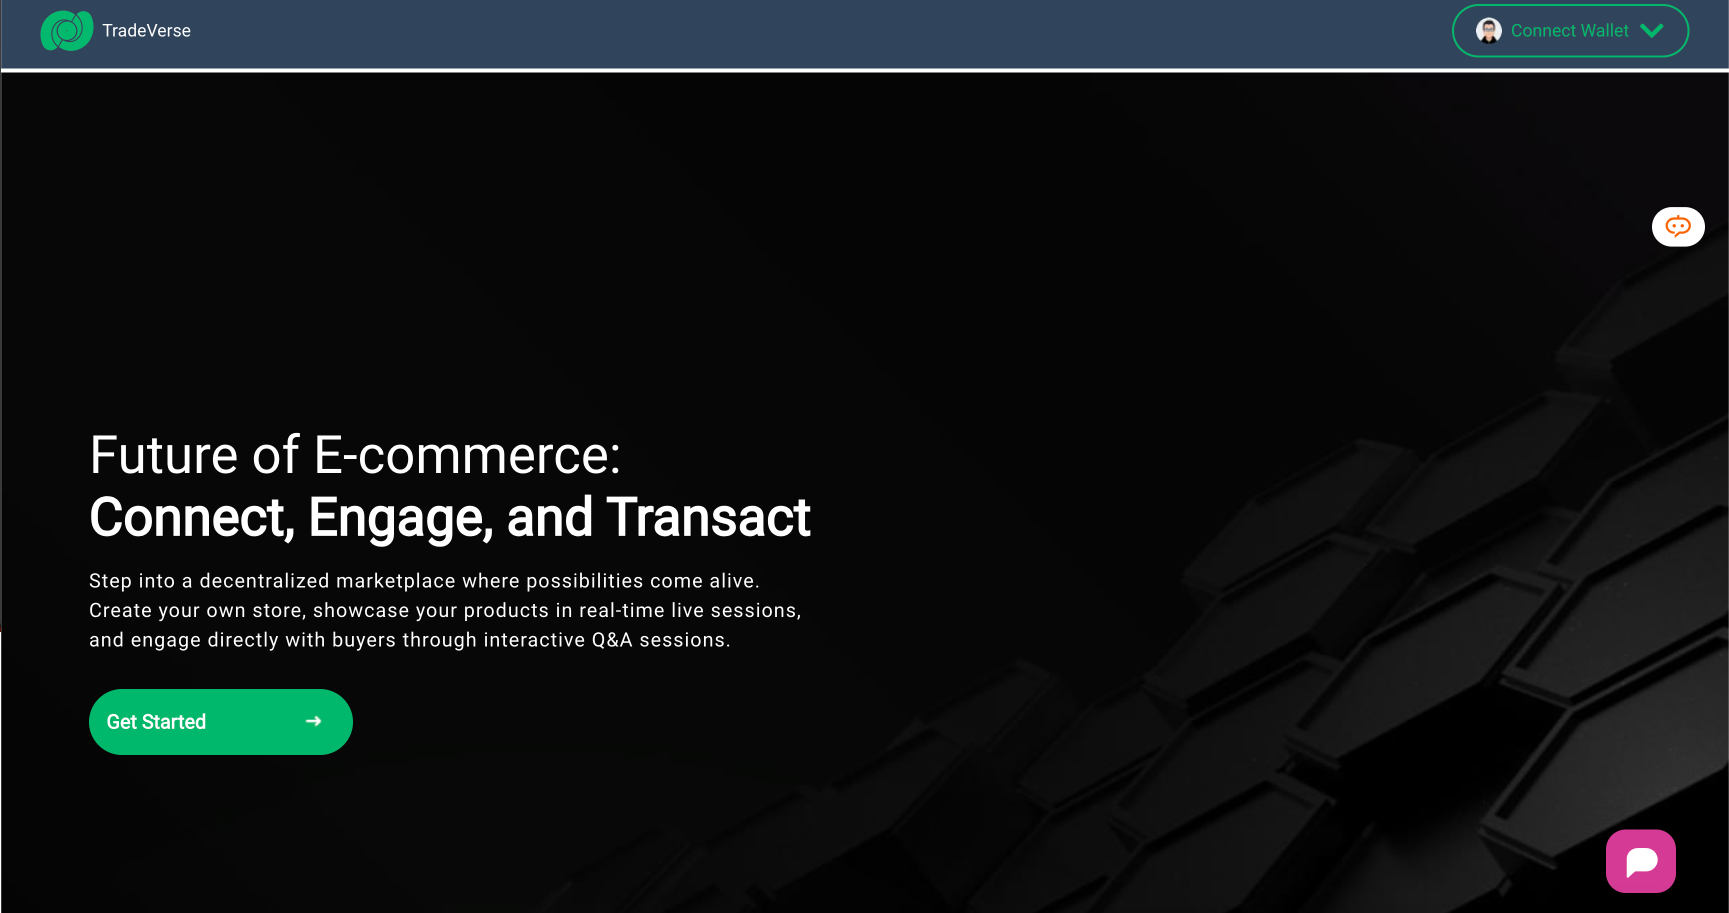 TradeVerse
Connect Wallet
Future of E-commerce:
Connect, Engage, and Transact
Step into a decentralized marketplace where possibilities come alive.
Create your own store, showcase your products in real-time live sessions,
and engage directly with buyers through interactive Q&A sessions.
Get Started →